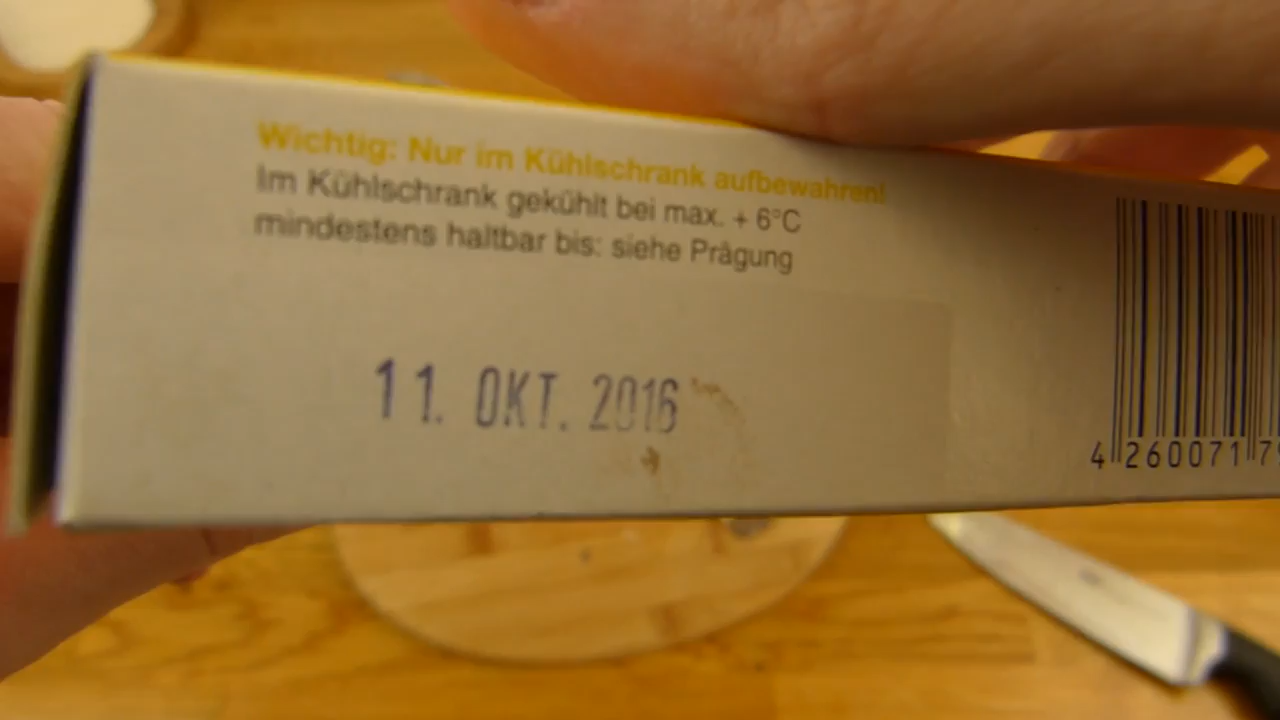 Wichtig: Nur im Kühlschrank aufbewahren!
Im Kühlschrank gekühlt bei max. + 6°C
mindestens haltbar bis: siehe Prägung
11. OKT. 2016
4 260071 7